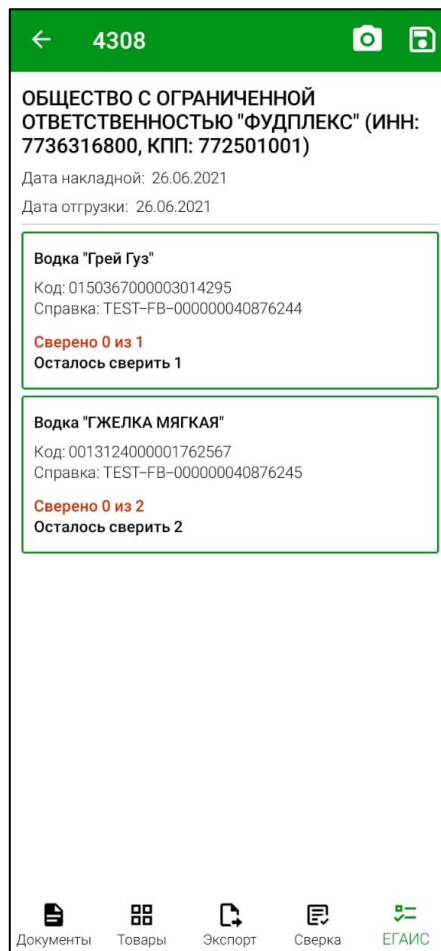 4308
ОБЩЕСТВО С ОГРАНИЧЕННОЙ
ОТВЕТСТВЕННОСТЬЮ "ФУДПЛЕКС" (ИНН:
7736316800, КПП: 772501001)
Дата накладной: 26.06.2021
Дата отгрузки: 26.06.2021
Водка "Грей Гуз"
Код: 0150367000003014295
Справка: TEST-FB-000000040876244
Сверено 0 из 1
Осталось сверить 1
Водка "ГЖЕЛКА МЯГКАЯ"
Код: 0013124000001762567
Справка: TEST-FB-000000040876245
Сверено 0 из 2
Осталось сверить 2
Документы Товары Экспорт Сверка ЕГАИС